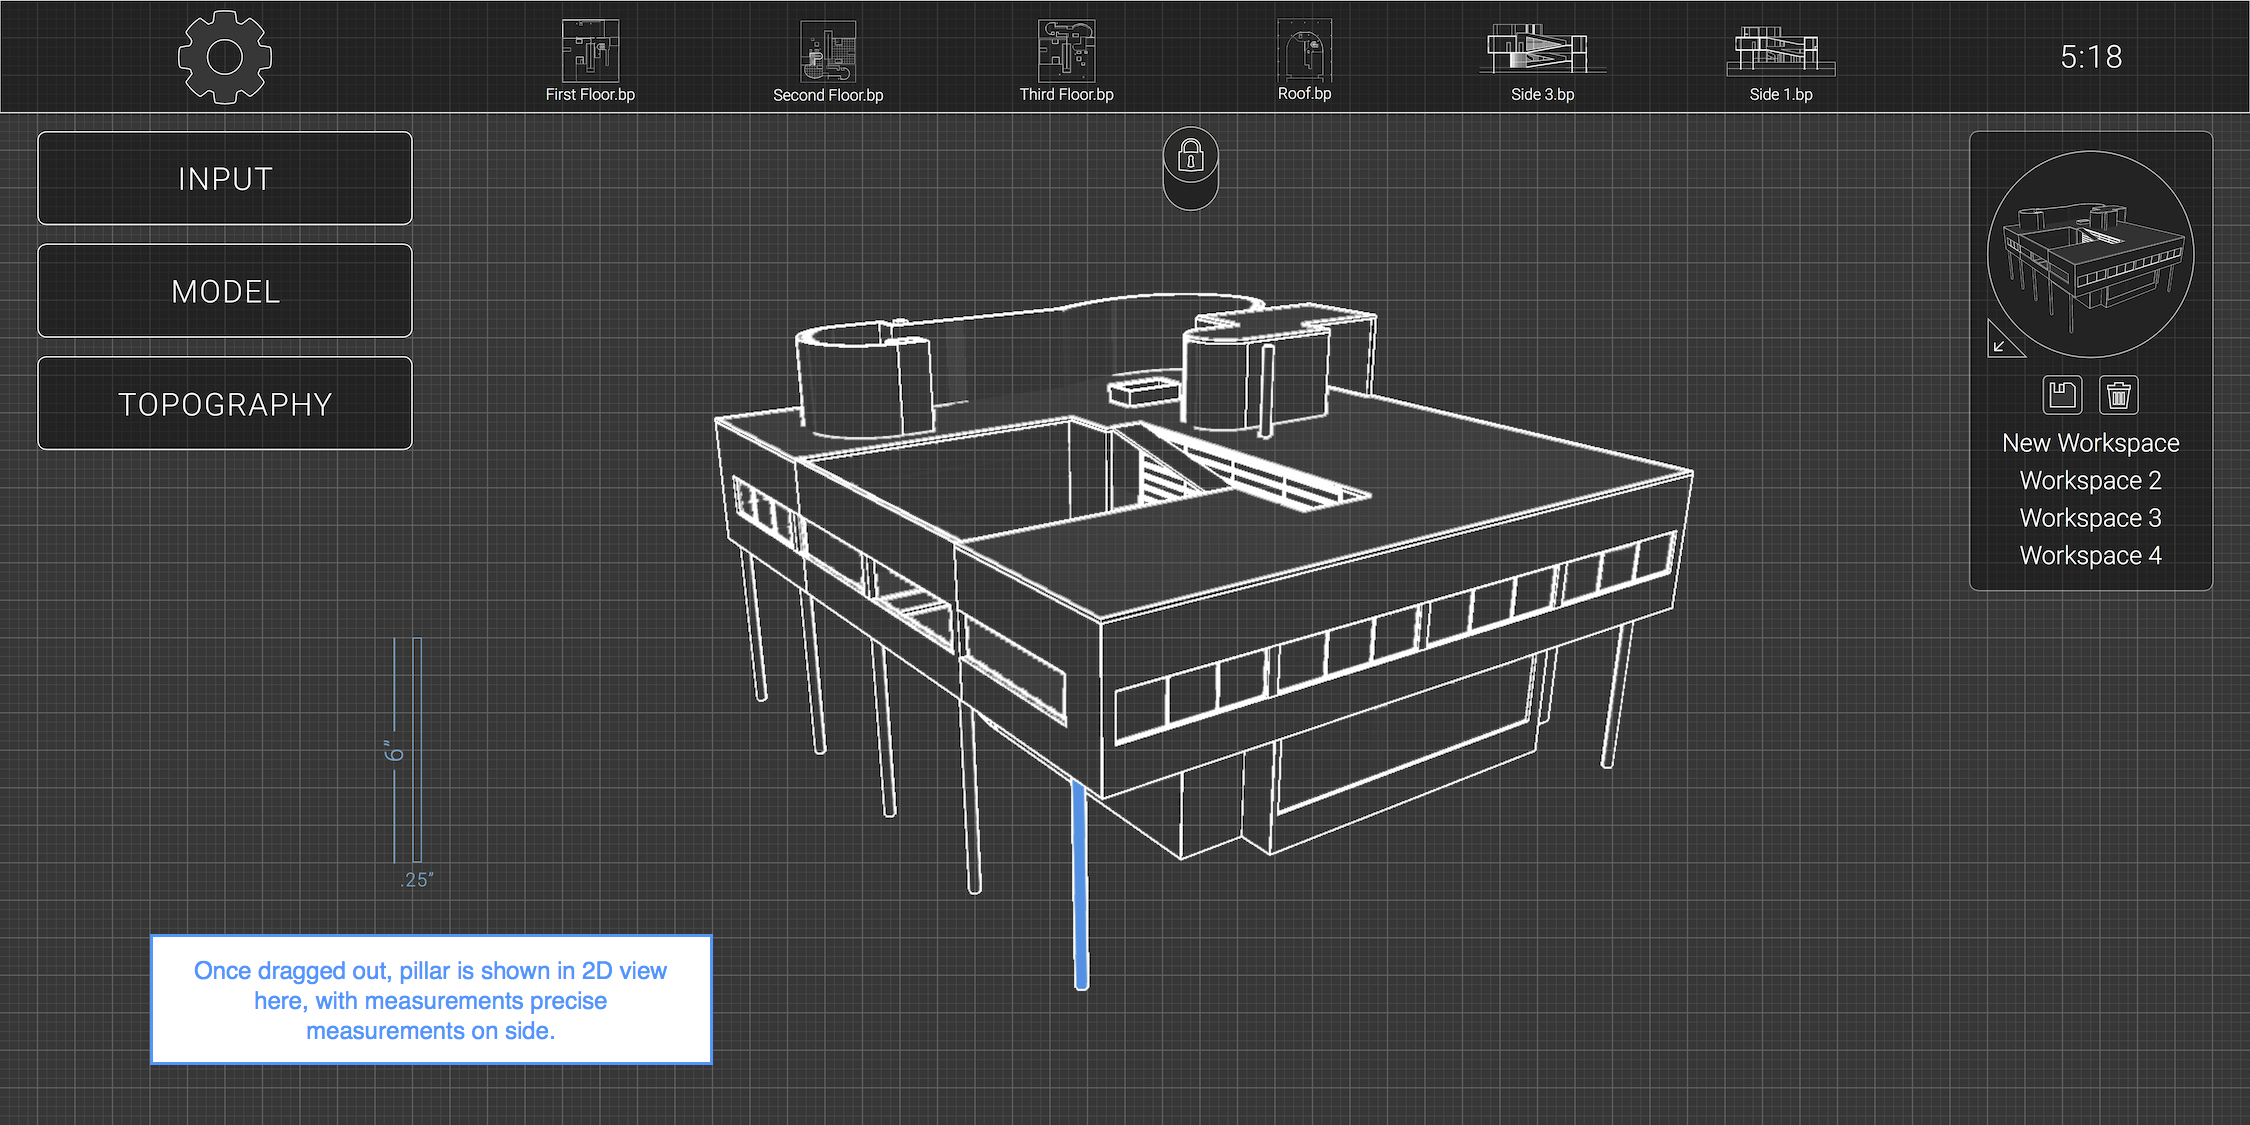 5:18
First Floor.bp
Second Floor.bp
Third Floor.bp
Roof.bp
Side 3.bp
Side 1.bp
INPUT
MODEL
TOPOGRAPHY
New Workspace
Workspace 2
Workspace 3
Workspace 4
6”
.25”
Once dragged out, pillar is shown in 2D view
here, with measurements precise
measurements on side.